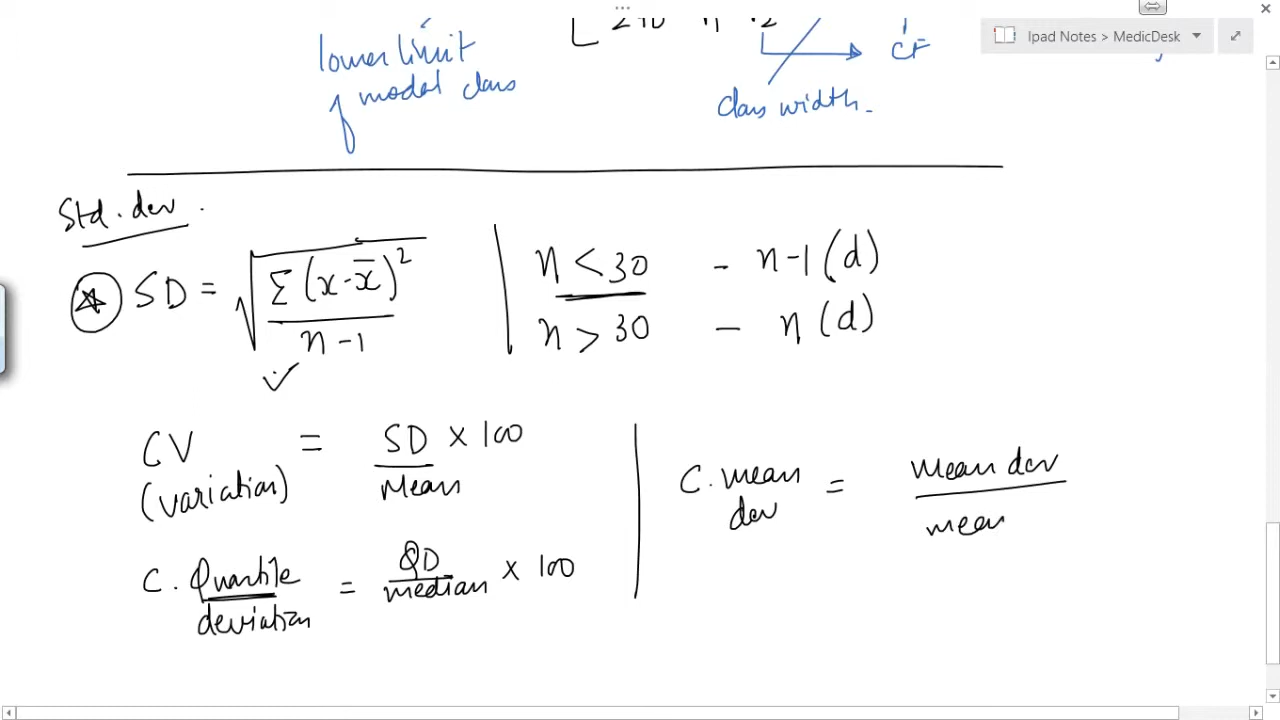 Ipad Notes > MedicDesk
lower limit
of modal class
CF
class width.
Std. dev.
SD = √ Σ(x-x̄)² / n-1
n < 30 - n-1 (d)
n > 30 - n (d)
CV (variation) = SD / Mean × 100
C. Quartile deviation = QD / median × 100
C. mean dev = mean dev / mean